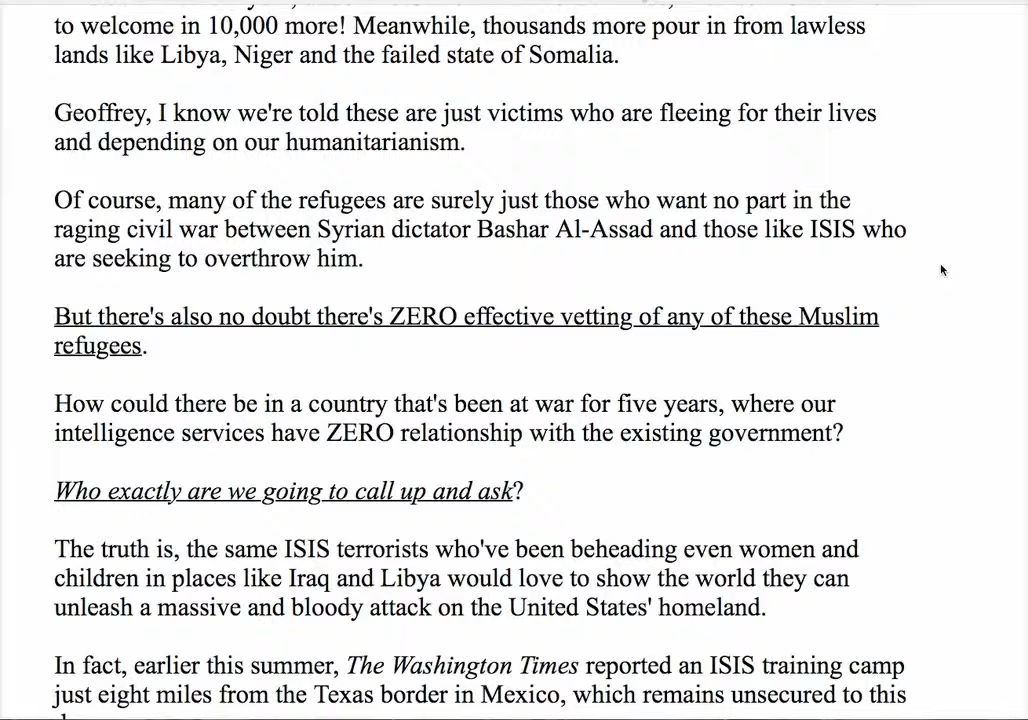 to welcome in 10,000 more! Meanwhile, thousands more pour in from lawless
lands like Libya, Niger and the failed state of Somalia.
Geoffrey, I know we're told these are just victims who are fleeing for their lives
and depending on our humanitarianism.
Of course, many of the refugees are surely just those who want no part in the
raging civil war between Syrian dictator Bashar Al-Assad and those like ISIS who
are seeking to overthrow him.
But there's also no doubt there's ZERO effective vetting of any of these Muslim
refugees.
How could there be in a country that's been at war for five years, where our
intelligence services have ZERO relationship with the existing government?
Who exactly are we going to call up and ask?
The truth is, the same ISIS terrorists who've been beheading even women and
children in places like Iraq and Libya would love to show the world they can
unleash a massive and bloody attack on the United States' homeland.
In fact, earlier this summer, The Washington Times reported an ISIS training camp
just eight miles from the Texas border in Mexico, which remains unsecured to this